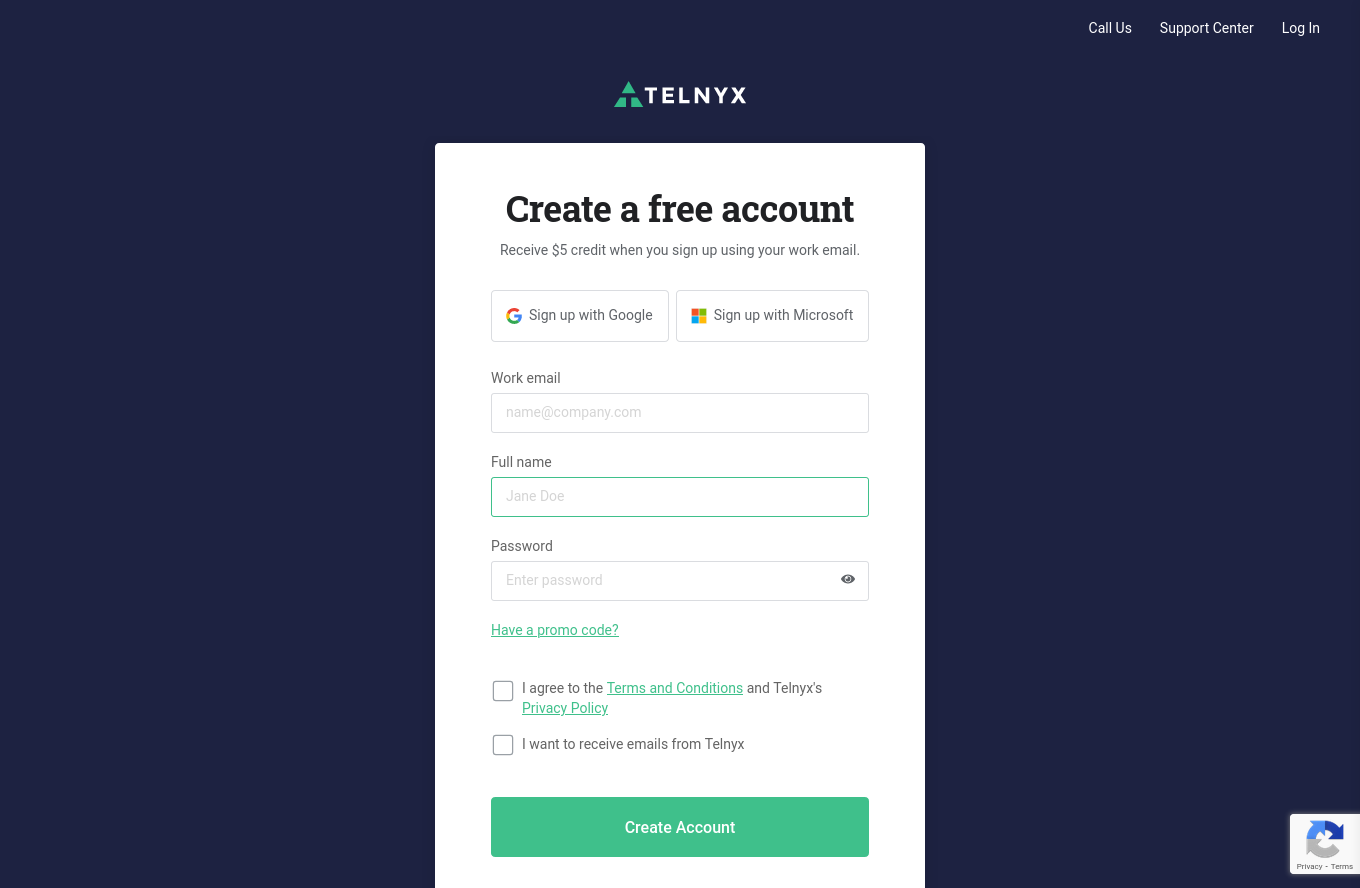 Call Us Support Center Log In
TELNYX
Create a free account
Receive $5 credit when you sign up using your work email.
Sign up with Google Sign up with Microsoft
Work email
name@company.com
Full name
Jane Doe
Password
Enter password
Have a promo code?
I agree to the Terms and Conditions and Telnyx's
Privacy Policy
I want to receive emails from Telnyx
Create Account
Privacy - Terms